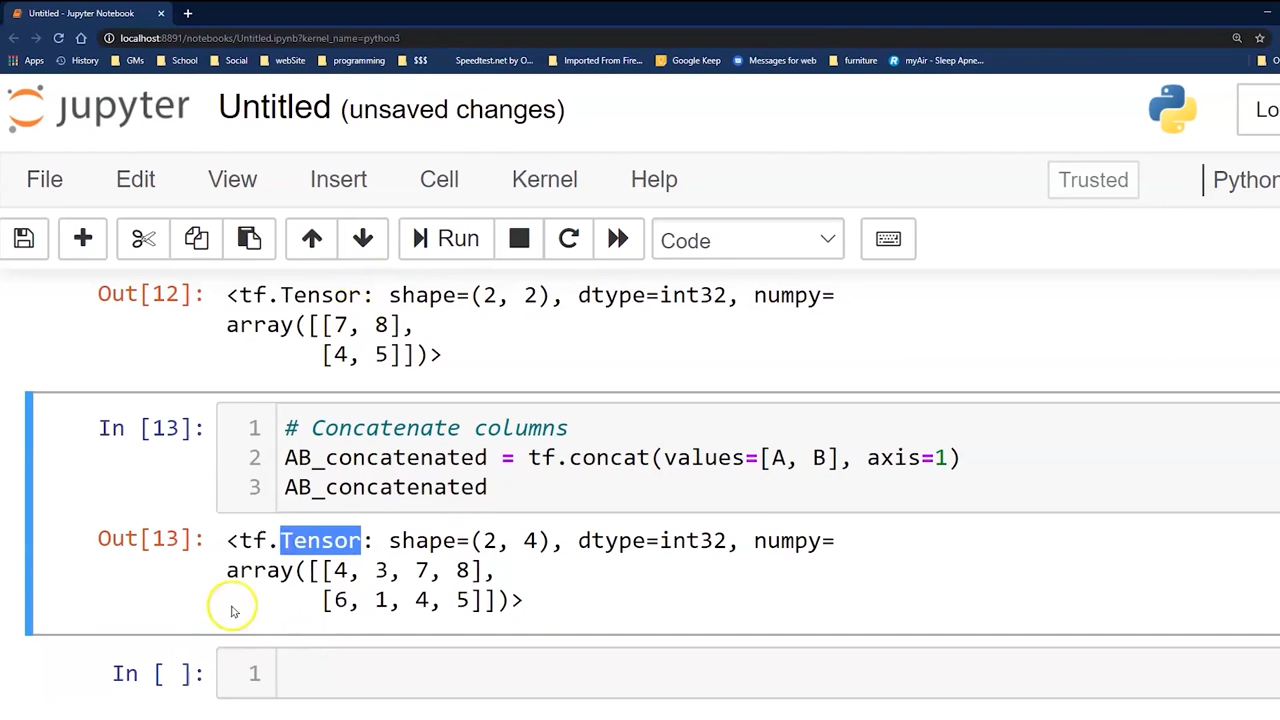 Untitled - Jupyter Notebook
localhost:8891/notebooks/Untitled.ipynb?kernel_name=python3
Apps History GMs School Social webSite programming $$$ Speedtest.net by O... Imported From Fire... Google Keep Messages for web furniture myAir - Sleep Apne... O
jupyter Untitled (unsaved changes) Lo
File Edit View Insert Cell Kernel Help Trusted Python
Run Code
Out[12]: <tf.Tensor: shape=(2, 2), dtype=int32, numpy=
array([[7, 8],
[4, 5]])>
In [13]: 1 # Concatenate columns
2 AB_concatenated = tf.concat(values=[A, B], axis=1)
3 AB_concatenated
Out[13]: <tf.Tensor: shape=(2, 4), dtype=int32, numpy=
array([[4, 3, 7, 8],
[6, 1, 4, 5]])>
In [ ]: 1